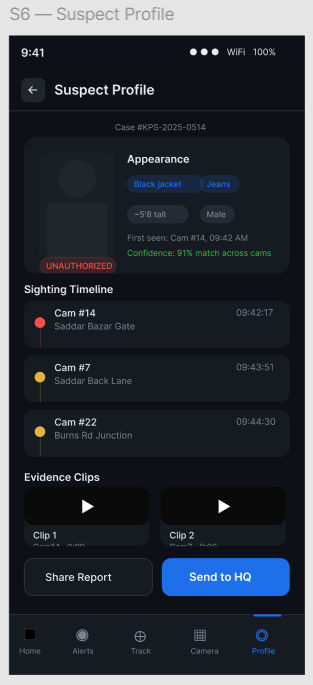 S6 — Suspect Profile
9:41 ●●● WiFi 100%
← Suspect Profile
Case #KPS-2025-0514
Appearance
Black jacket Jeans
~5'8 tall Male
First seen: Cam #14, 09:42 AM
Confidence: 91% match across cams
UNAUTHORIZED
Sighting Timeline
Cam #14 09:42:17
Saddar Bazar Gate
Cam #7 09:43:51
Saddar Back Lane
Cam #22 09:44:30
Burns Rd Junction
Evidence Clips
Clip 1 Clip 2
Share Report Send to HQ
Home Alerts Track Camera Profile